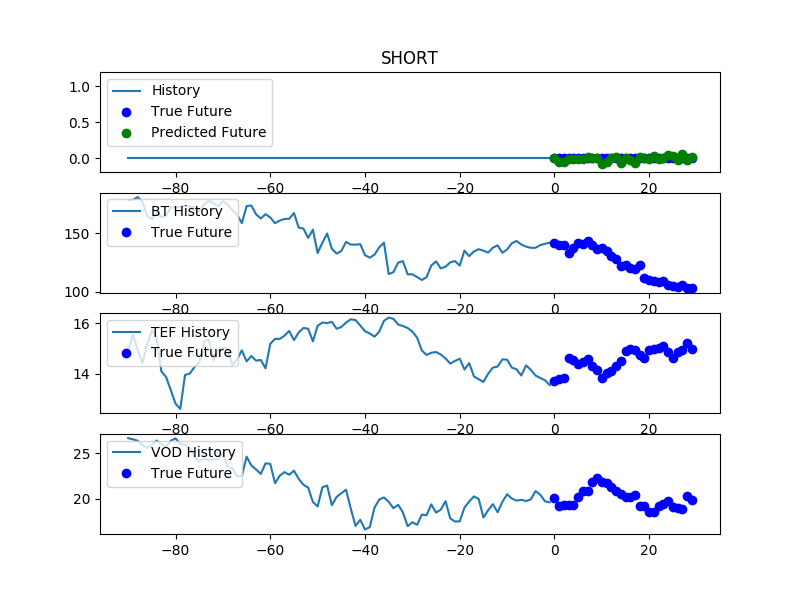 SHORT
1.0
0.5
0.0
History
True Future
Predicted Future
−80 −60 −40 −20 0 20
150
100
BT History
True Future
−80 −60 −40 −20 0 20
16
14
TEF History
True Future
−80 −60 −40 −20 0 20
25
20
VOD History
True Future
−80 −60 −40 −20 0 20